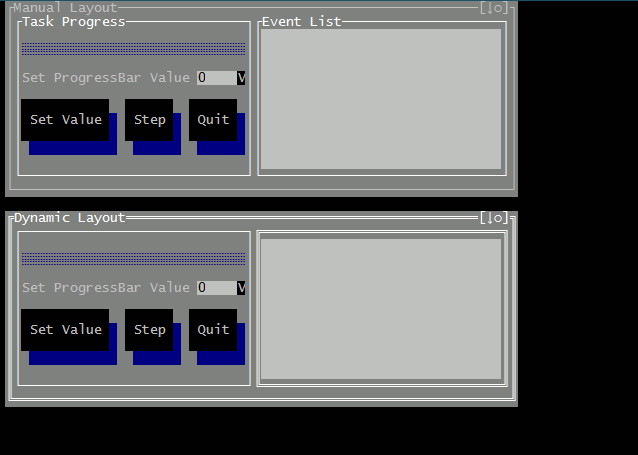 Manual Layout [↓○]
Task Progress Event List
Set ProgressBar Value 0 V
Set Value Step Quit
Dynamic Layout [↓○]
Set ProgressBar Value 0 V
Set Value Step Quit